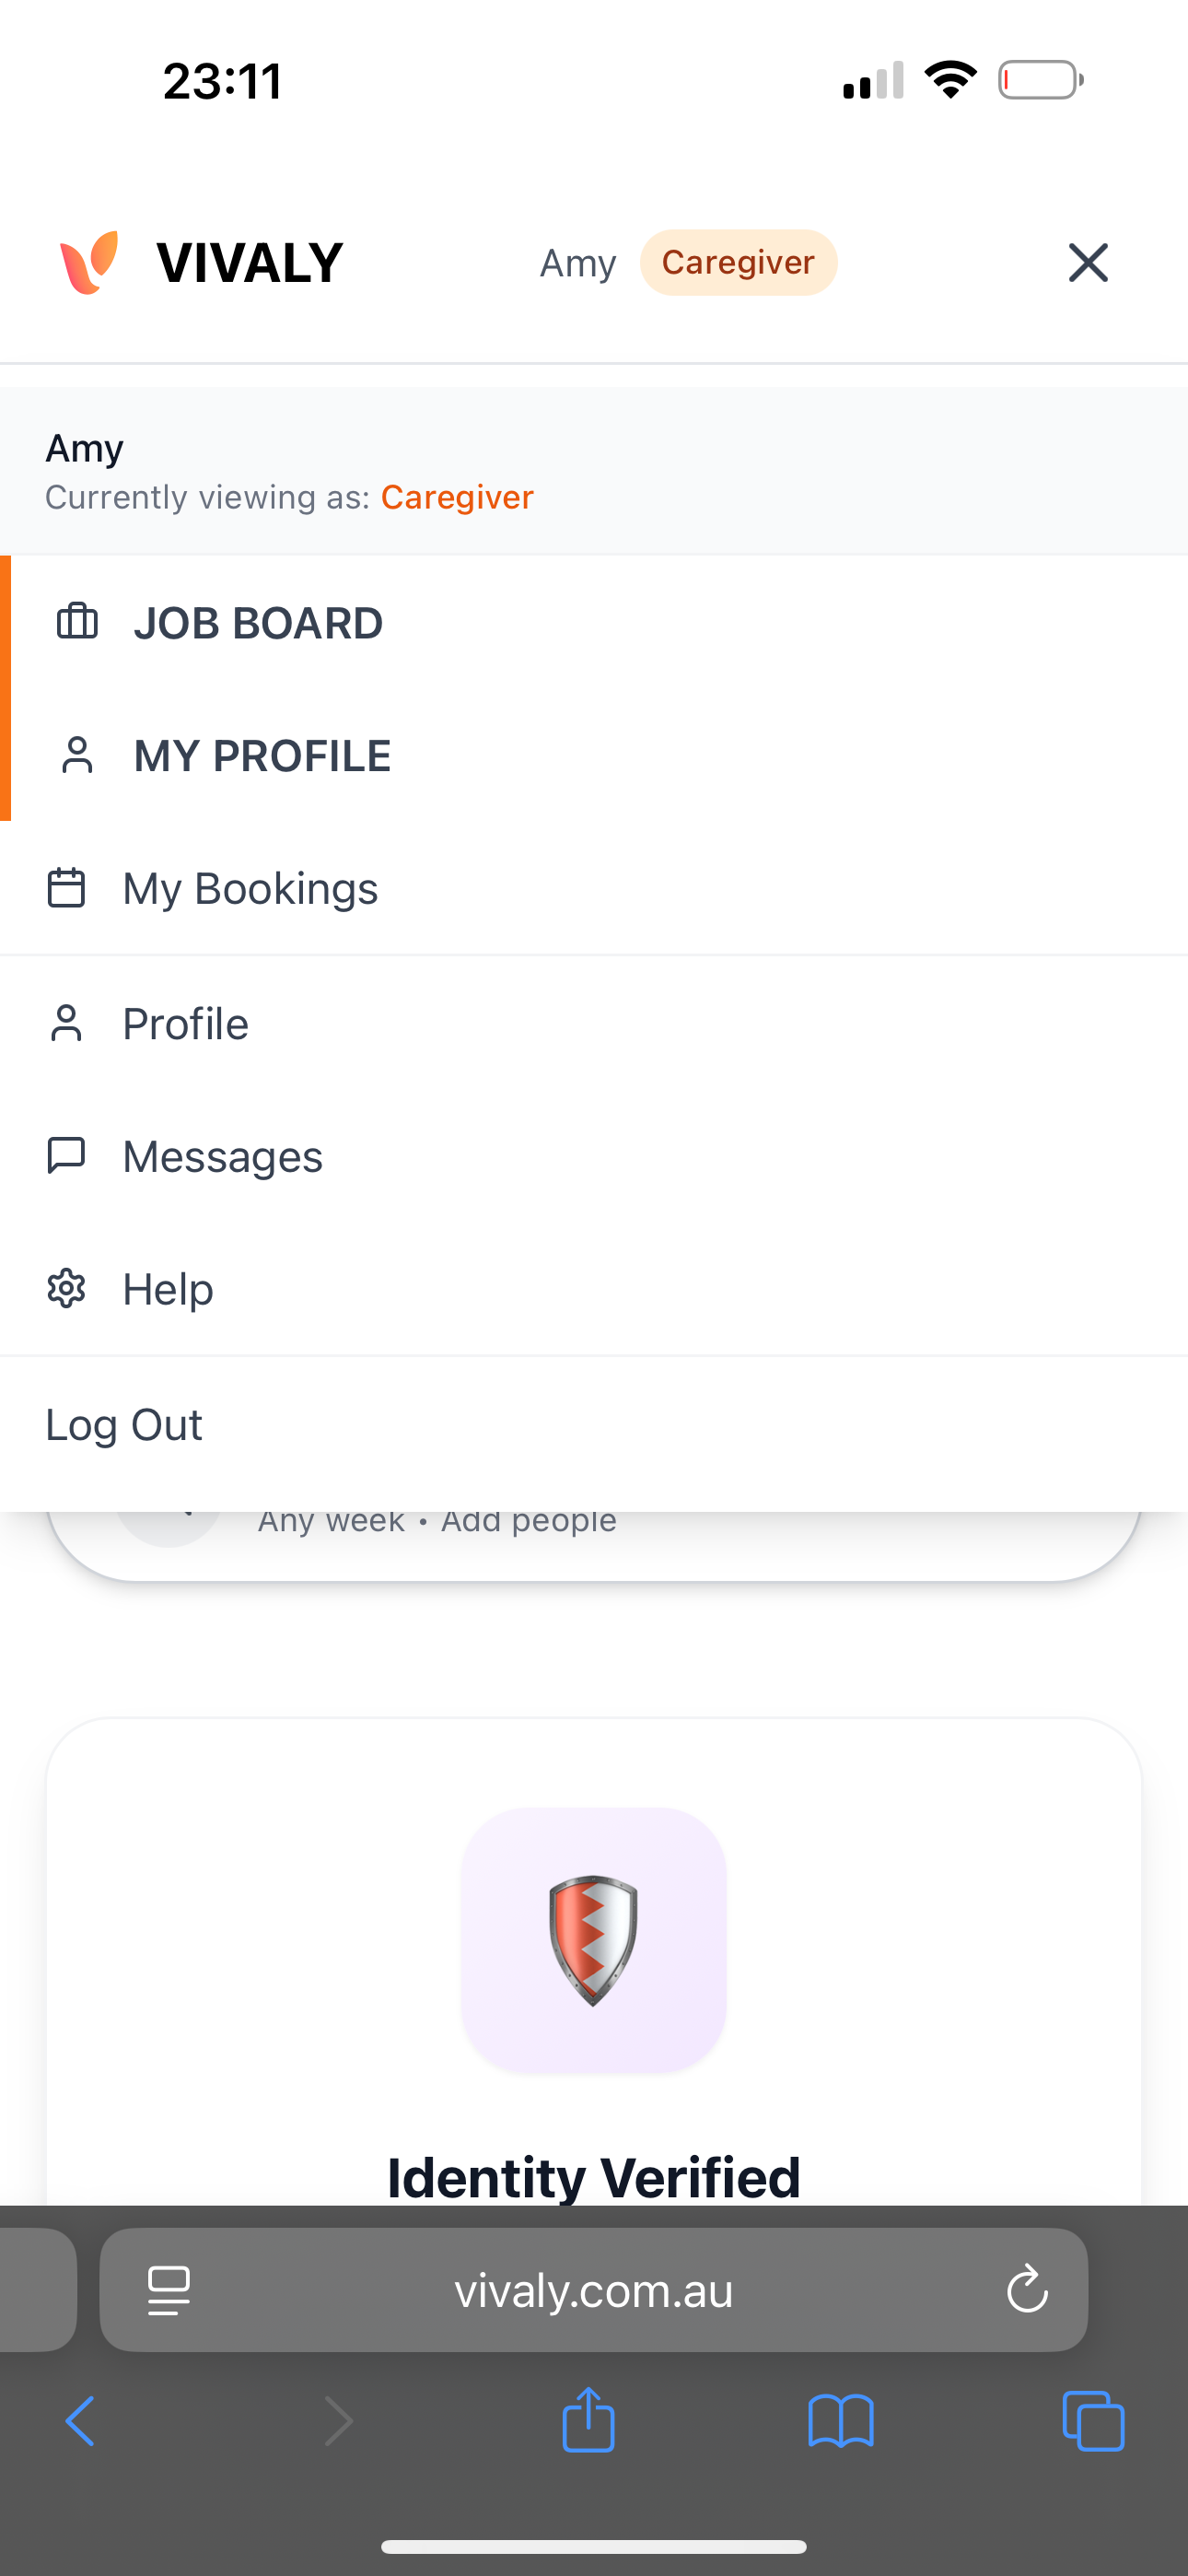 23:11
VIVALY
Amy Caregiver
Amy
Currently viewing as: Caregiver
JOB BOARD
MY PROFILE
My Bookings
Profile
Messages
Help
Log Out
Any week • Add people
Identity Verified
vivaly.com.au